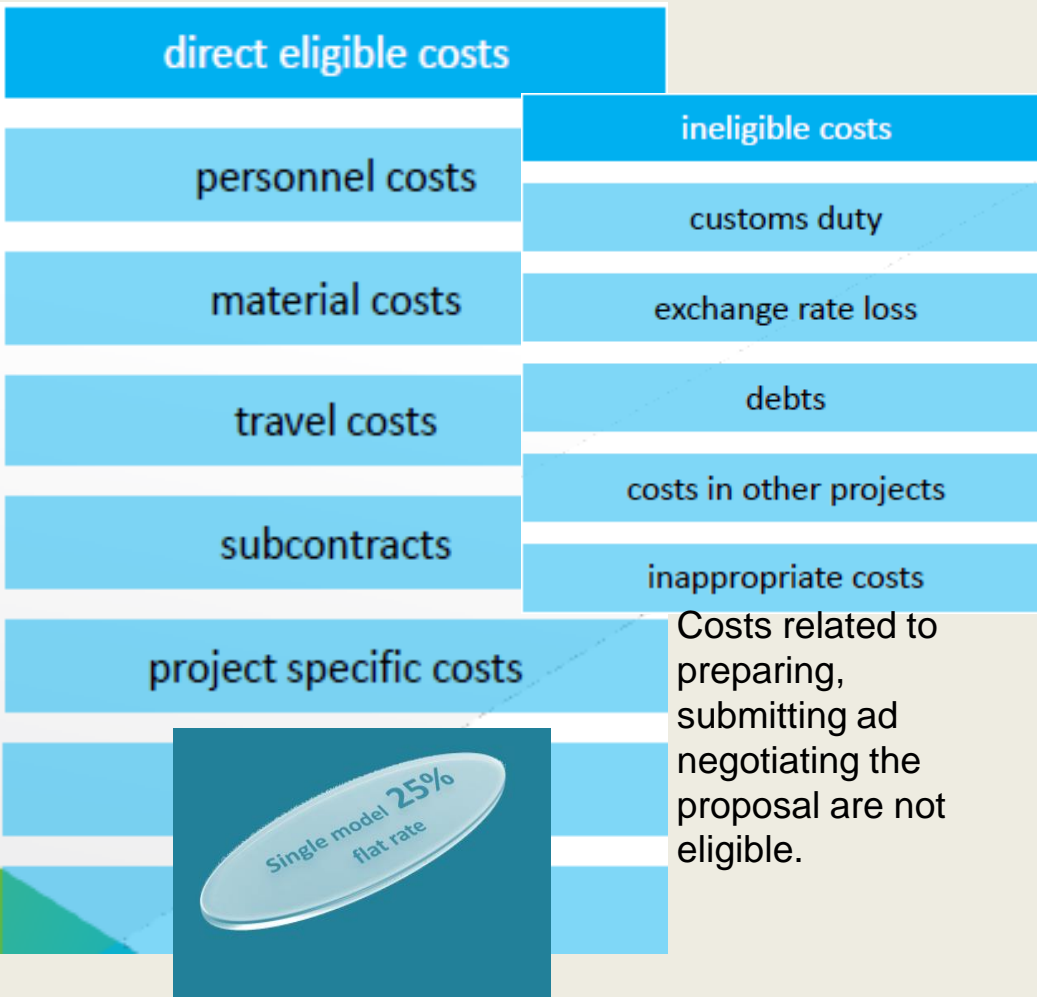 direct eligible costs
personnel costs
material costs
travel costs
subcontracts
project specific costs
Single model 25%
flat rate
ineligible costs
customs duty
exchange rate loss
debts
costs in other projects
inappropriate costs
Costs related to
preparing,
submitting ad
negotiating the
proposal are not
eligible.